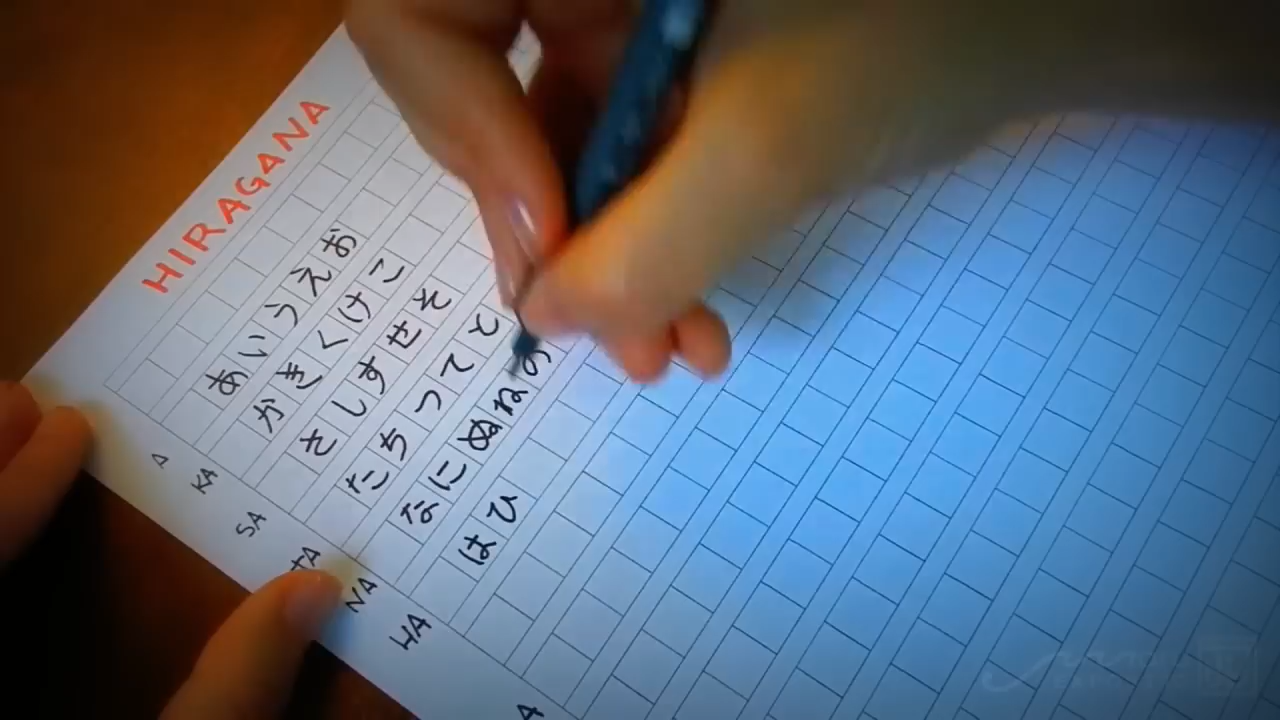 HIRAGANA
A あいうえお
KA かきくけこ
SA さしすせそ
TA たちつてと
NA なにぬねの
HA はひ
A